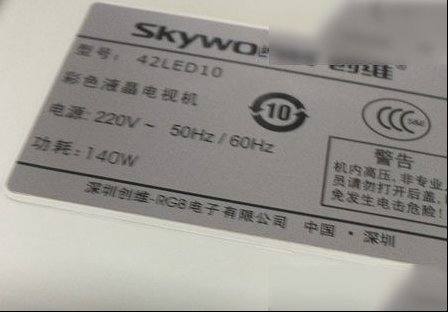 Skywo 创维
型号: 42LED10
彩色液晶电视机
电源: 220V~ 50Hz / 60Hz
功耗: 140W
10
CCC S&E
警告
机内高压, 非专业
员请勿打开后盖,
免发生电击危险!
深圳创维-RGB电子有限公司 中国·深圳